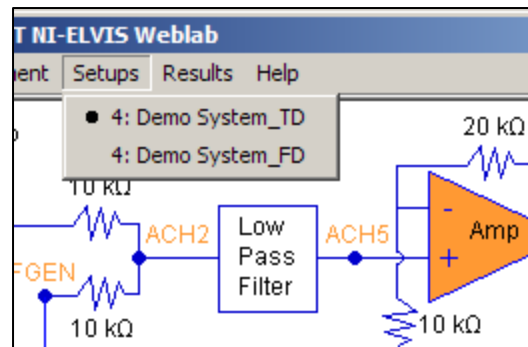 T NI-ELVIS Weblab
ent Setups Results Help
4: Demo System_TD
4: Demo System_FD
20 kΩ
10 kΩ
ACH2
Low
Pass
Filter
ACH5
-
Amp
+
FGEN
10 kΩ
10 kΩ